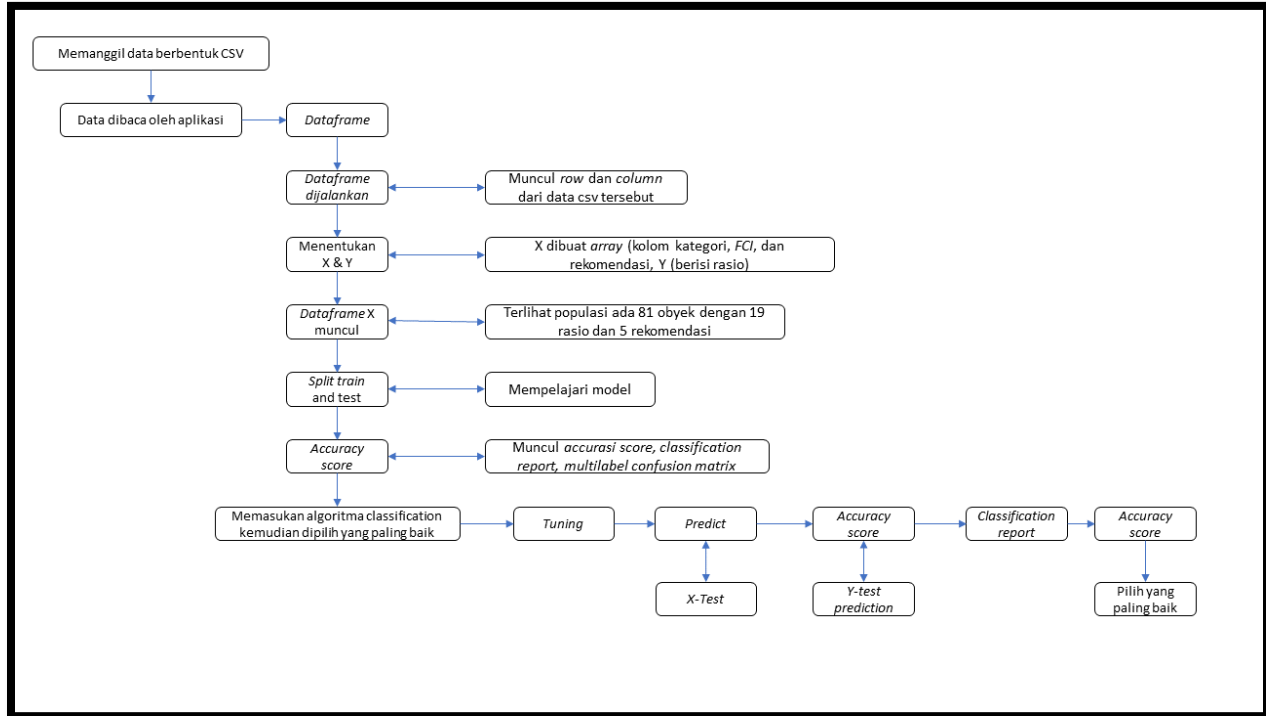 Memanggil data berbentuk CSV
Data dibaca oleh aplikasi
Dataframe
Dataframe
dijalankan
Muncul row dan column
dari data csv tersebut
Menentukan
X & Y
X dibuat array (kolom kategori, FCI, dan
rekomendasi, Y (berisi rasio)
Dataframe X
muncul
Terlihat populasi ada 81 obyek dengan 19
rasio dan 5 rekomendasi
Split train
and test
Mempelajari model
Accuracy
score
Muncul accurasi score, classification
report, multilabel confusion matrix
Memasukan algoritma classification
kemudian dipilih yang paling baik
Tuning
Predict
Accuracy
score
Classification
report
Accuracy
score
X-Test
Y-test
prediction
Pilih yang
paling baik